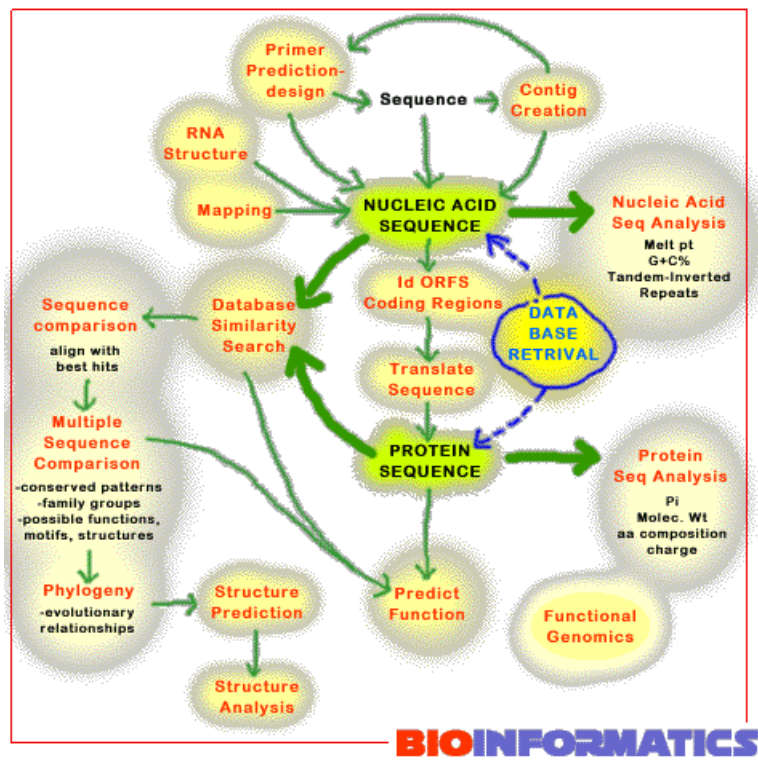 Primer
Prediction-
design
Sequence
Contig
Creation
RNA
Structure
Mapping
NUCLEIC ACID
SEQUENCE
Nucleic Acid
Seq Analysis
Melt pt
G+C%
Tandem-Inverted
Repeats
Id ORFS
Coding Regions
DATA
BASE
RETRIVAL
Sequence
comparison
align with
best hits
Database
Similarity
Search
Translate
Sequence
Multiple
Sequence
Comparison
-conserved patterns
-family groups
-possible functions,
motifs, structures
PROTEIN
SEQUENCE
Protein
Seq Analysis
Pi
Molec. Wt
aa composition
charge
Phylogeny
-evolutionary
relationships
Structure
Prediction
Predict
Function
Functional
Genomics
Structure
Analysis
BIOINFORMATICS